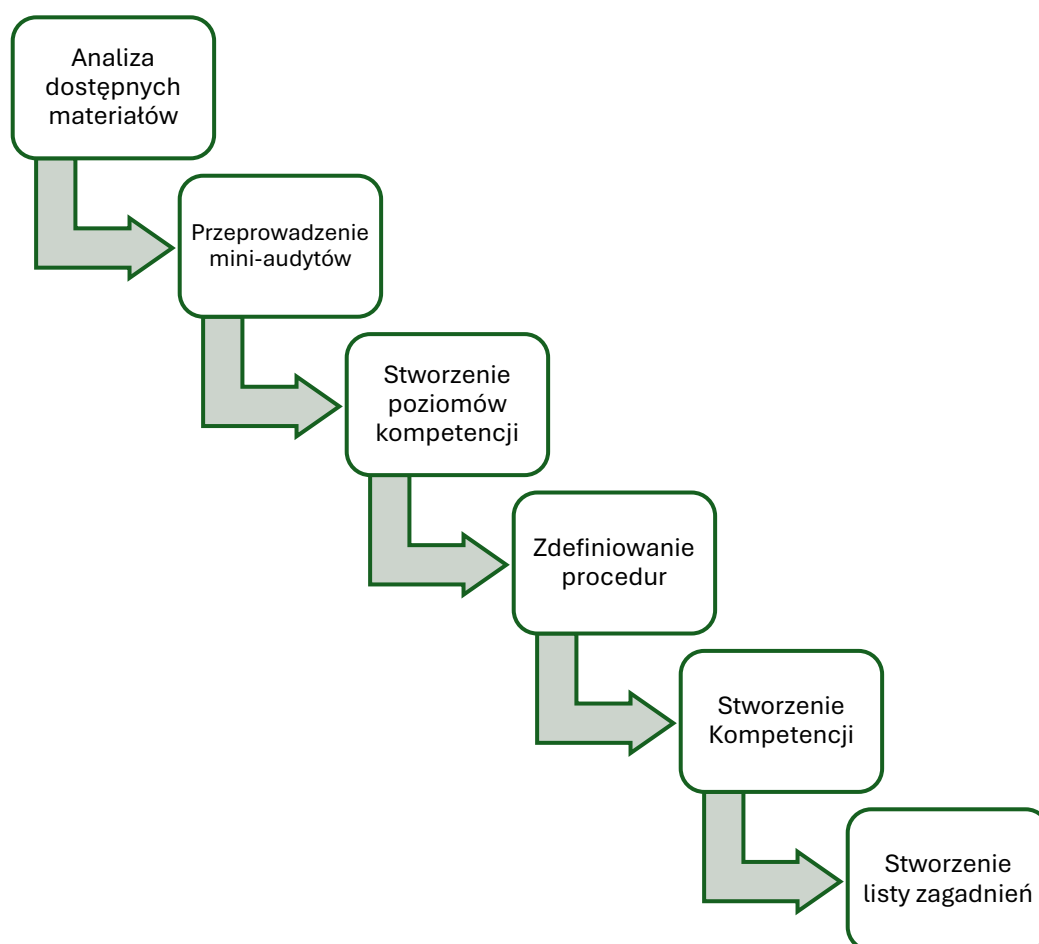 Analiza
dostępnych
materiałów
Przeprowadzenie
mini-audytów
Stworzenie
poziomów
kompetencji
Zdefiniowanie
procedur
Stworzenie
Kompetencji
Stworzenie
listy zagadnień